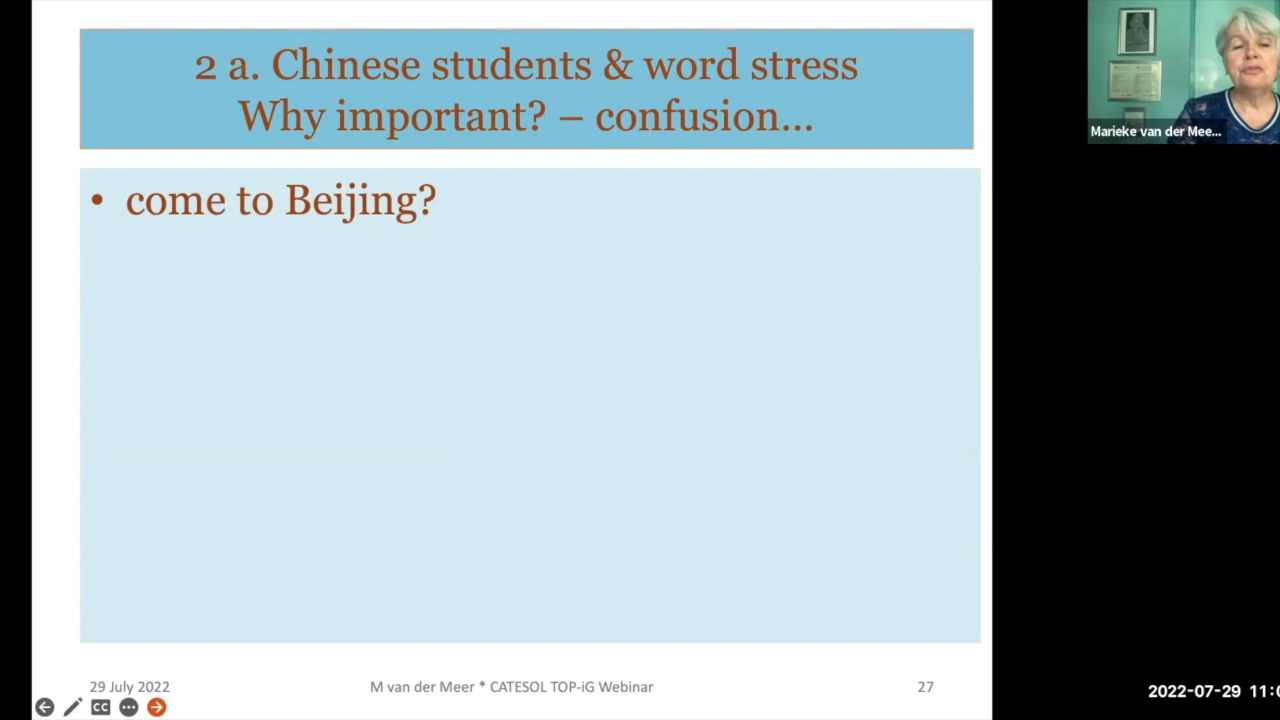 2 a. Chinese students & word stress
Why important? – confusion...
• come to Beijing?
29 July 2022
M van der Meer * CATESOL TOP-iG Webinar
27
CC
Marieke van der Mee...
2022-07-29 11:0